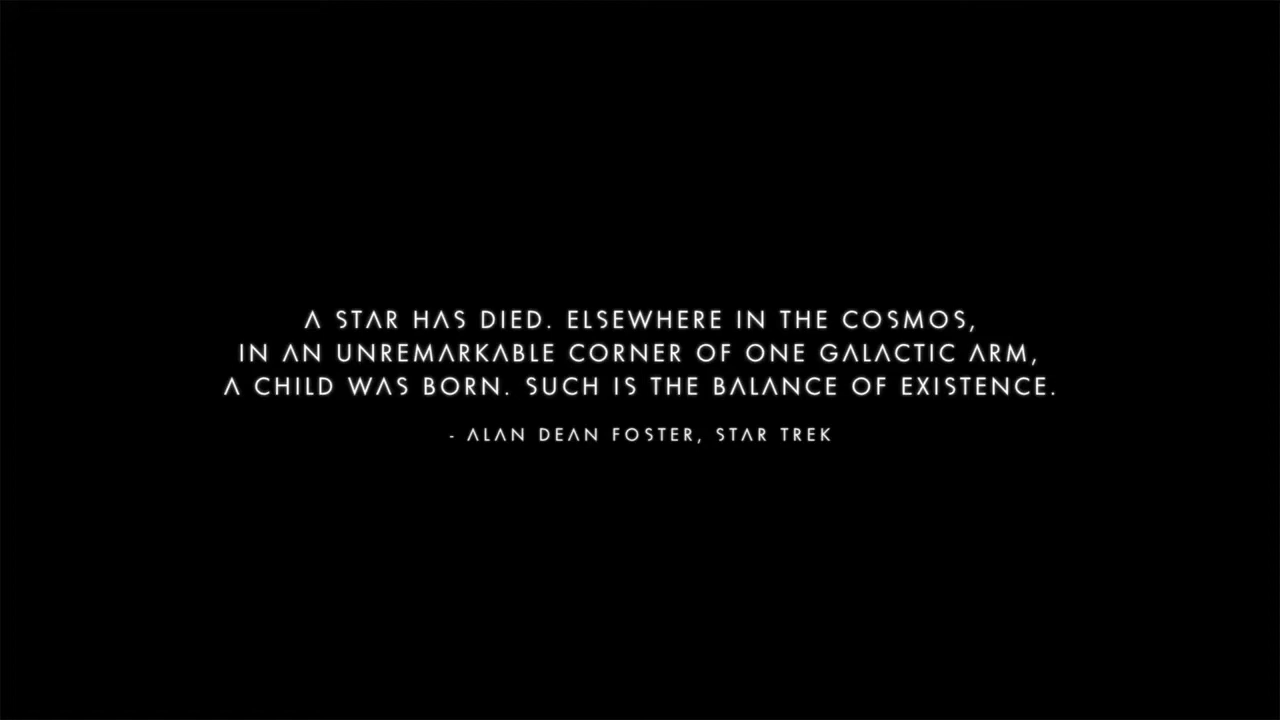 A STAR HAS DIED. ELSEWHERE IN THE COSMOS,
IN AN UNREMARKABLE CORNER OF ONE GALACTIC ARM,
A CHILD WAS BORN. SUCH IS THE BALANCE OF EXISTENCE.
- ALAN DEAN FOSTER, STAR TREK